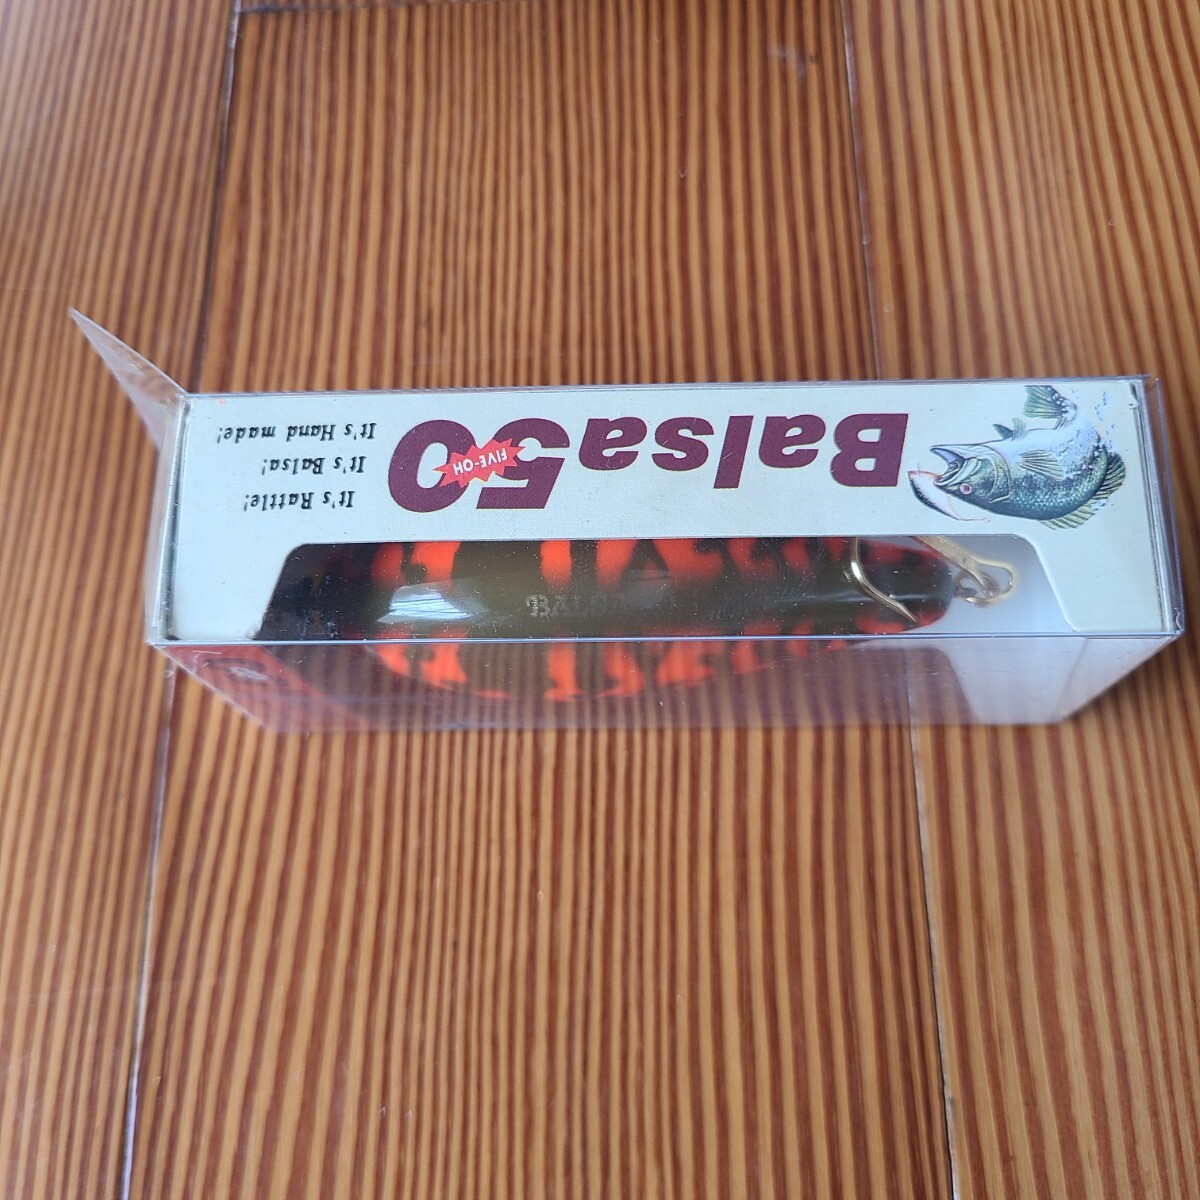 Balsa50
FIVE-OH
It's Rattle!
It's Balsa!
It's Hand made!